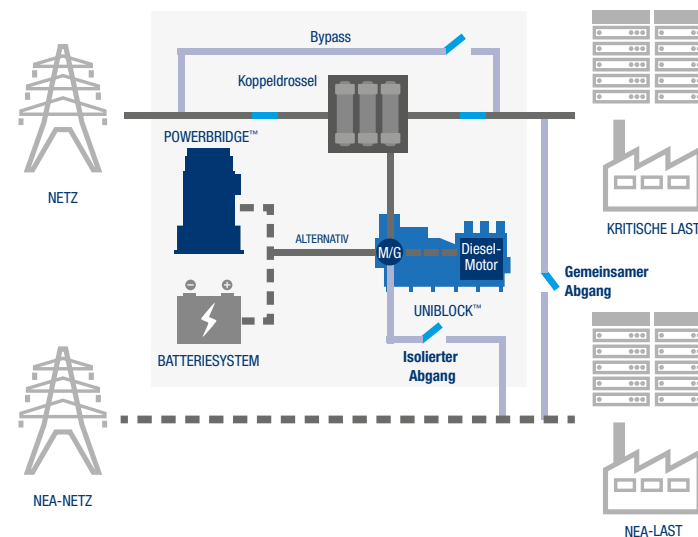 Bypass
Koppeldrossel
POWERBRIDGE™
NETZ
KRITISCHE LAST
ALTERNATIV
M/G
Diesel-
Motor
Gemeinsamer
Abgang
UNIBLOCK™
BATTERIESYSTEM
Isolierter
Abgang
NEA-NETZ
NEA-LAST